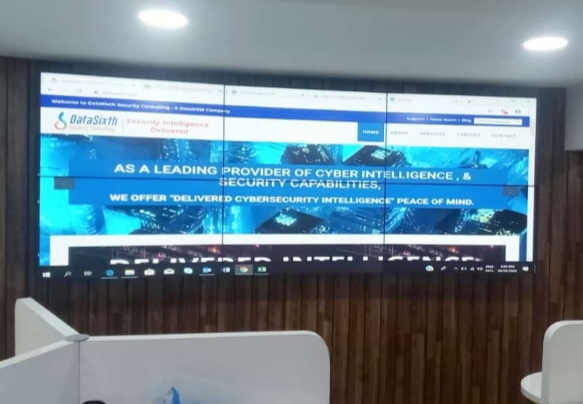 Welcome to DataSixth Security Consulting - A DataSIXth Company
Support | News Room | Blog
DataSixth
Security Consulting
Security Intelligence
Delivered
HOME ABOUT SERVICES CAREERS CONTACT
AS A LEADING PROVIDER OF CYBER INTELLIGENCE , &
SECURITY CAPABILITIES,
WE OFFER "DELIVERED CYBERSECURITY INTELLIGENCE" PEACE OF MIND.
DELIVERED INTELLIGENCE